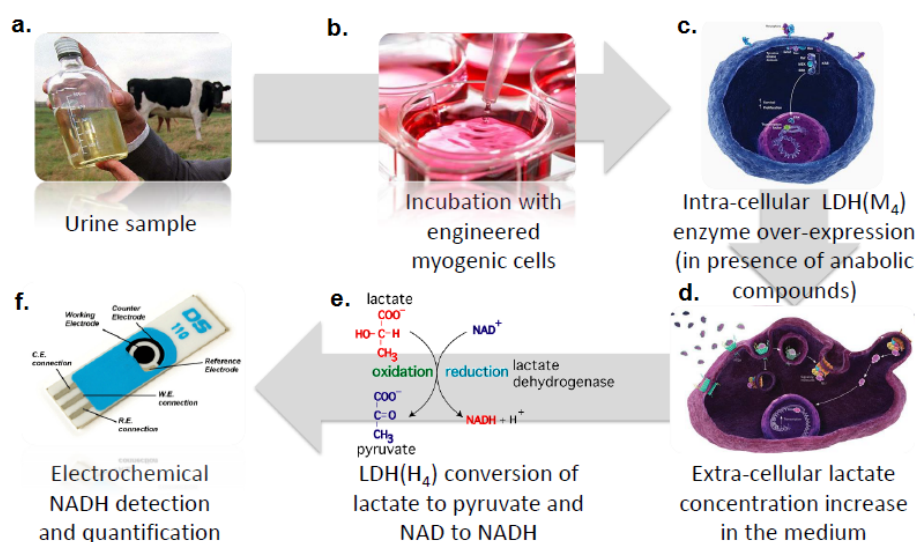 a.
Urine sample
b.
Incubation with
engineered
myogenic cells
c.
Intra-cellular LDH(M₄)
enzyme over-expression
(in presence of anabolic
compounds)
d.
Extra-cellular lactate
concentration increase
in the medium
e.
lactate
COO⁻
HO-C-H
CH₃
NAD⁺
oxidation
reduction
lactate
dehydrogenase
COO⁻
C=O
CH₃
pyruvate
NADH + H⁺
LDH(H₄) conversion of
lactate to pyruvate and
NAD to NADH
f.
Working
Electrode
Counter
Electrode
DS
110
Reference
Electrode
C.E.
connection
W.E.
connection
R.E.
connection
Electrochemical
NADH detection
and quantification